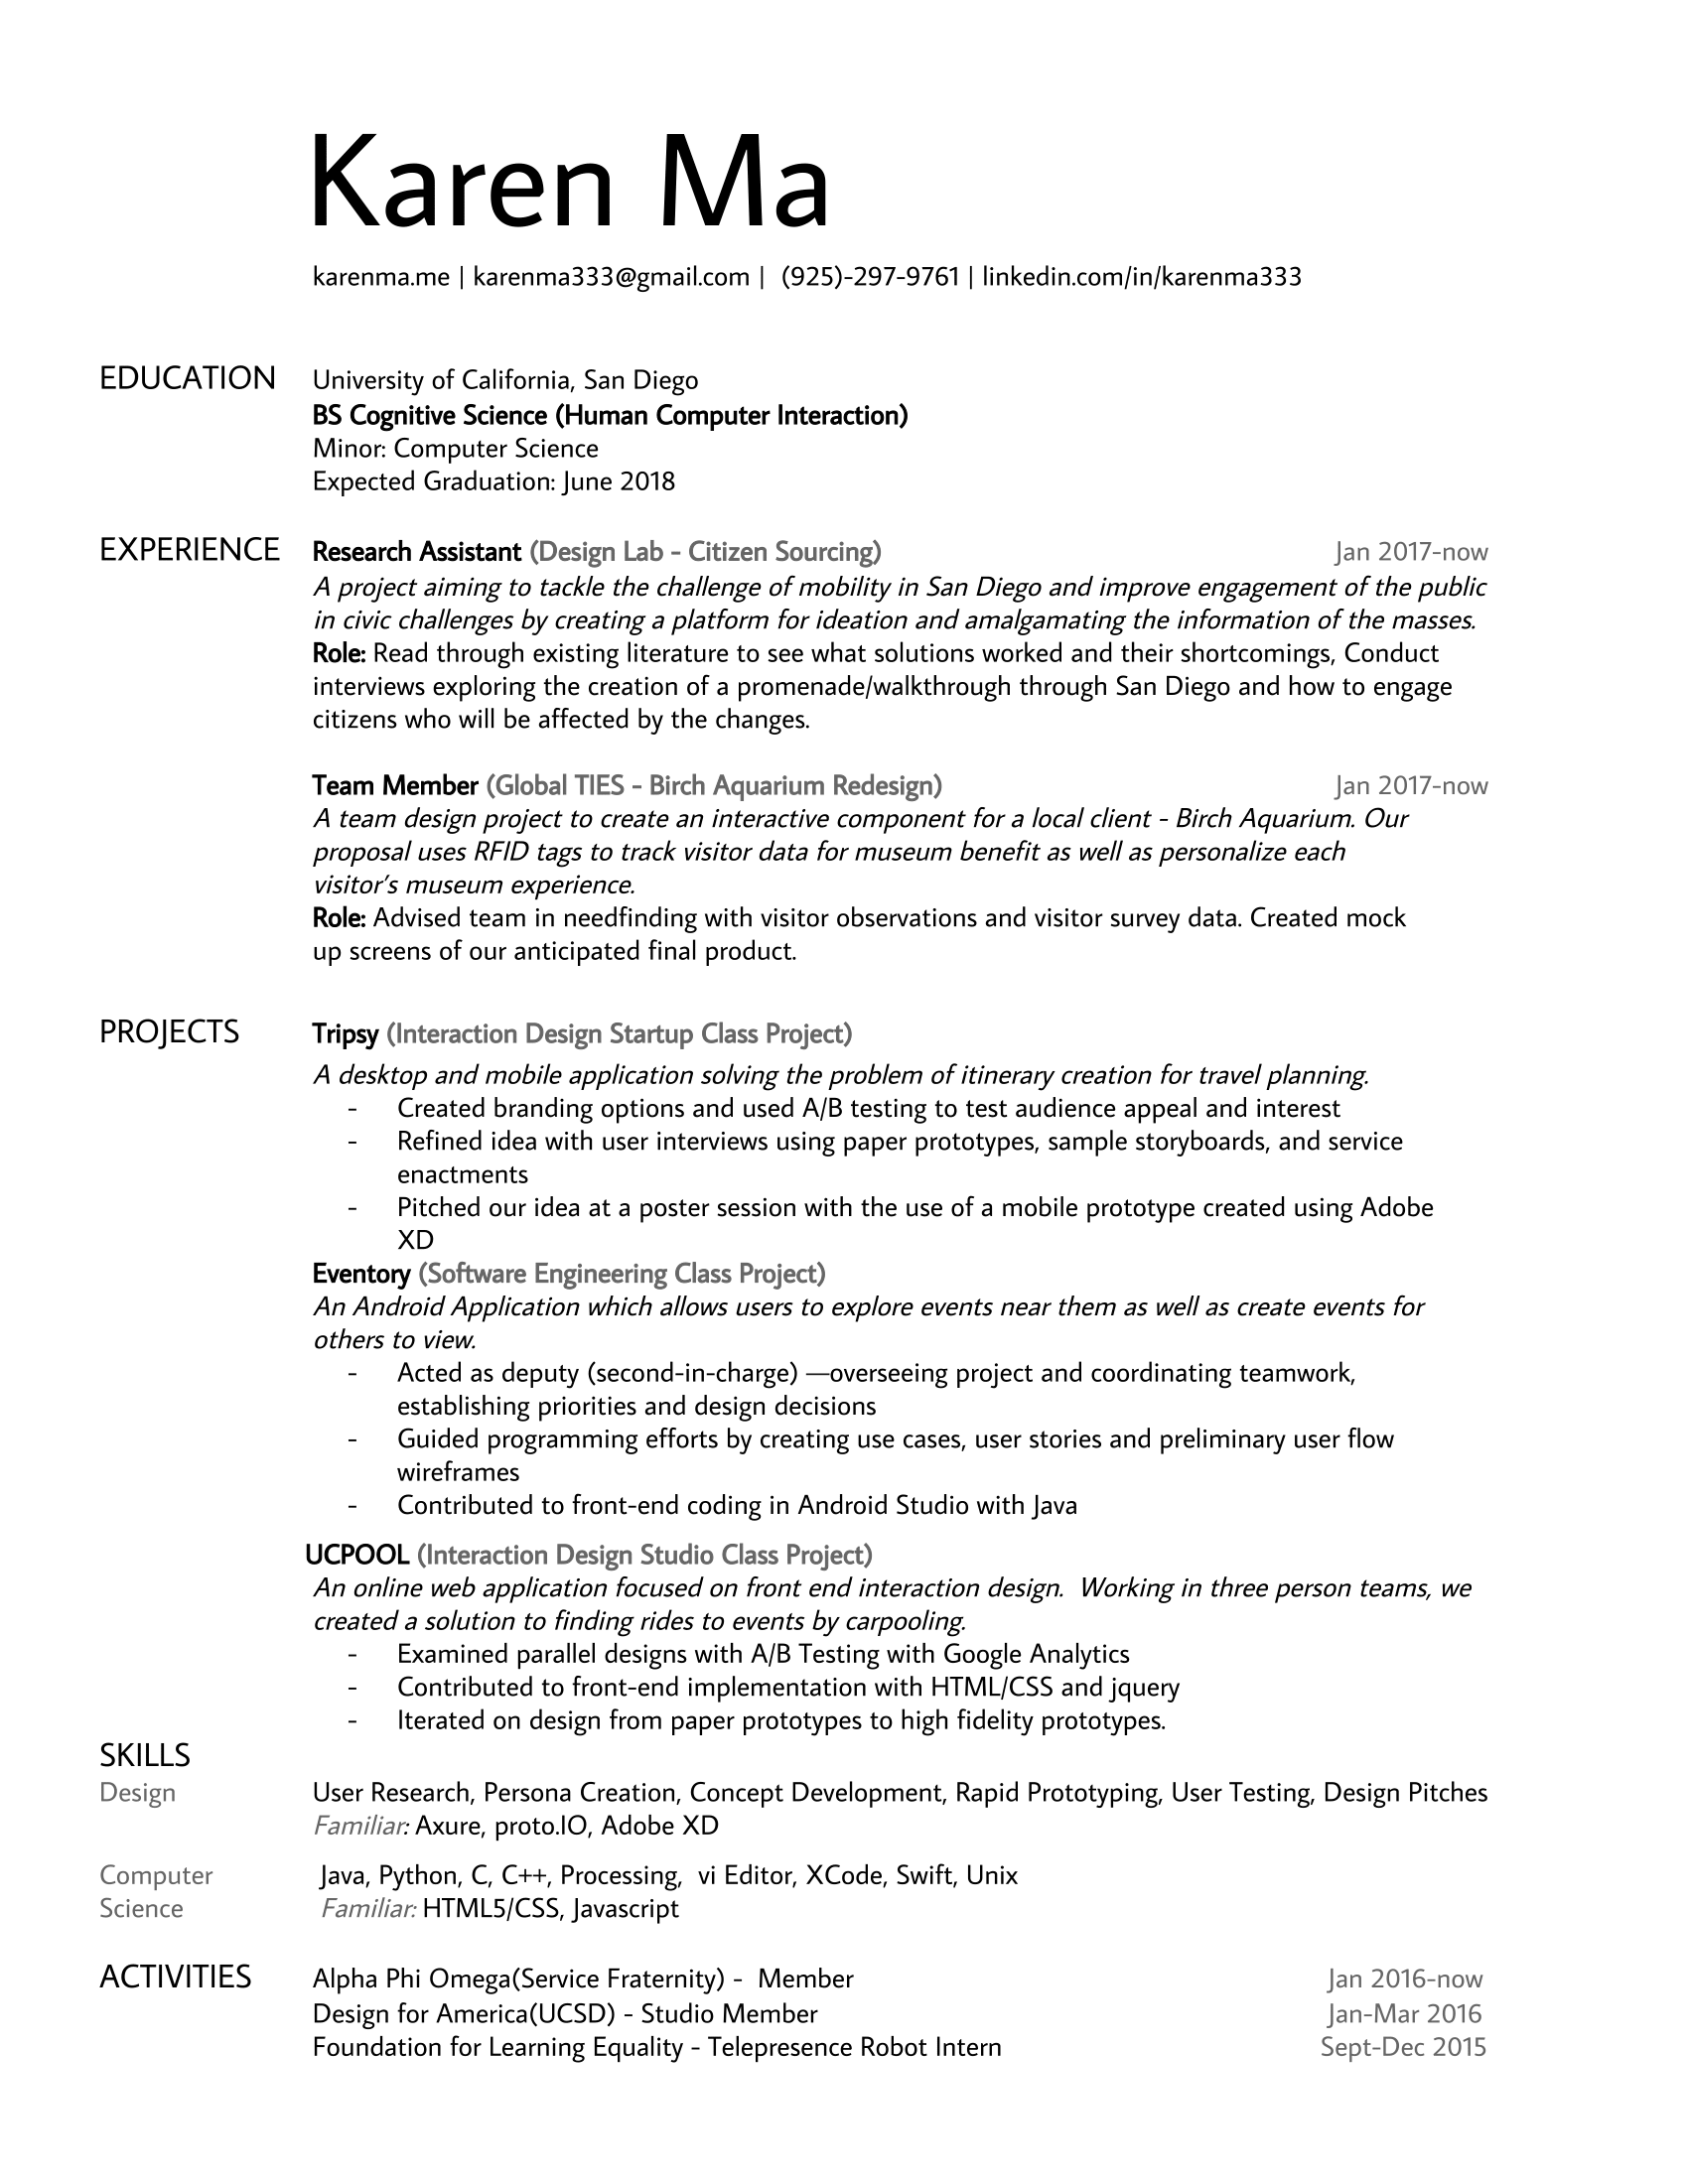 Karen Ma
karenma.me | karenma333@gmail.com |  (925)-297-9761 | linkedin.com/in/karenma333
EDUCATION
University of California, San Diego
BS Cognitive Science (Human Computer Interaction)
Minor: Computer Science
Expected Graduation: June 2018
EXPERIENCE
Research Assistant (Design Lab - Citizen Sourcing) Jan 2017-now
A project aiming to tackle the challenge of mobility in San Diego and improve engagement of the public
in civic challenges by creating a platform for ideation and amalgamating the information of the masses.
Role: Read through existing literature to see what solutions worked and their shortcomings, Conduct
interviews exploring the creation of a promenade/walkthrough through San Diego and how to engage
citizens who will be affected by the changes.
Team Member (Global TIES - Birch Aquarium Redesign) Jan 2017-now
A team design project to create an interactive component for a local client - Birch Aquarium. Our
proposal uses RFID tags to track visitor data for museum benefit as well as personalize each
visitor's museum experience.
Role: Advised team in needfinding with visitor observations and visitor survey data. Created mock
up screens of our anticipated final product.
PROJECTS
Tripsy (Interaction Design Startup Class Project)
A desktop and mobile application solving the problem of itinerary creation for travel planning.
- Created branding options and used A/B testing to test audience appeal and interest
- Refined idea with user interviews using paper prototypes, sample storyboards, and service
enactments
- Pitched our idea at a poster session with the use of a mobile prototype created using Adobe
XD
Eventory (Software Engineering Class Project)
An Android Application which allows users to explore events near them as well as create events for
others to view.
- Acted as deputy (second-in-charge) —overseeing project and coordinating teamwork,
establishing priorities and design decisions
- Guided programming efforts by creating use cases, user stories and preliminary user flow
wireframes
- Contributed to front-end coding in Android Studio with Java
UCPOOL (Interaction Design Studio Class Project)
An online web application focused on front end interaction design.  Working in three person teams, we
created a solution to finding rides to events by carpooling.
- Examined parallel designs with A/B Testing with Google Analytics
- Contributed to front-end implementation with HTML/CSS and jquery
- Iterated on design from paper prototypes to high fidelity prototypes.
SKILLS
Design User Research, Persona Creation, Concept Development, Rapid Prototyping, User Testing, Design Pitches
Familiar: Axure, proto.IO, Adobe XD
Computer Java, Python, C, C++, Processing,  vi Editor, XCode, Swift, Unix
Science Familiar: HTML5/CSS, Javascript
ACTIVITIES
Alpha Phi Omega(Service Fraternity) -  Member Jan 2016-now
Design for America(UCSD) - Studio Member Jan-Mar 2016
Foundation for Learning Equality - Telepresence Robot Intern Sept-Dec 2015